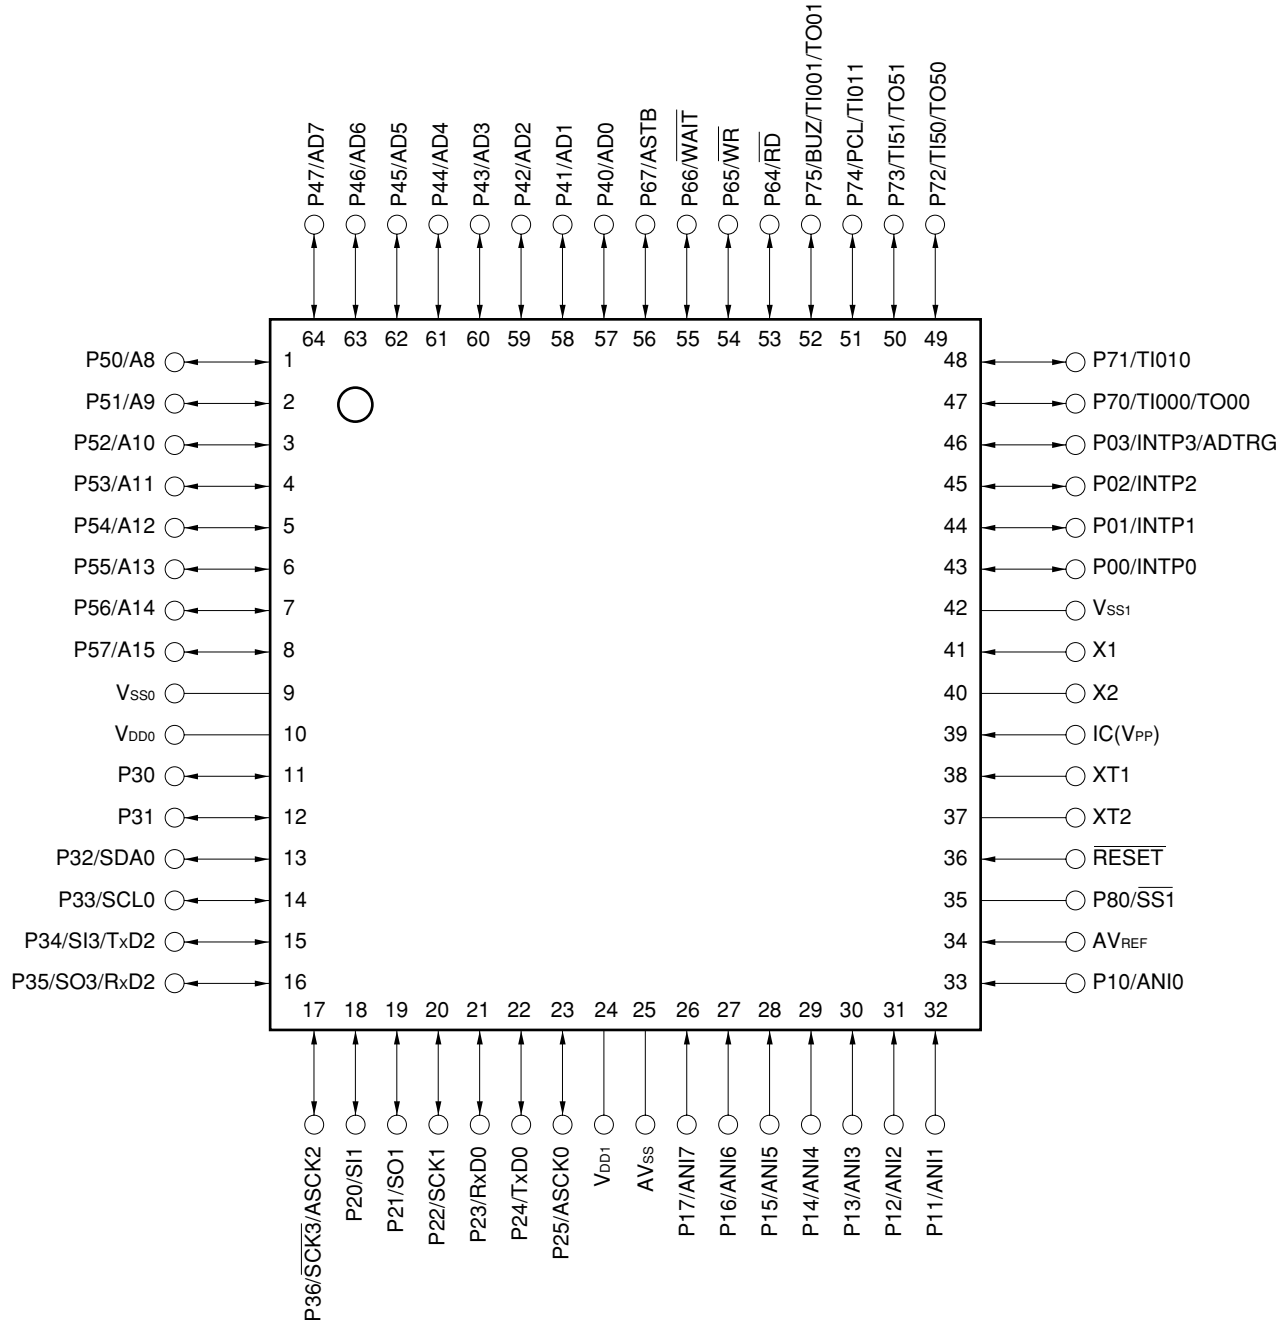 P47/AD7
P46/AD6
P45/AD5
P44/AD4
P43/AD3
P42/AD2
P41/AD1
P40/AD0
P67/ASTB
P66/WAIT
P65/WR
P64/RD
P75/BUZ/TI001/TO01
P74/PCL/TI011
P73/TI51/TO51
P72/TI50/TO50
64 63 62 61 60 59 58 57 56 55 54 53 52 51 50 49
P50/A8 1
P51/A9 2
P52/A10 3
P53/A11 4
P54/A12 5
P55/A13 6
P56/A14 7
P57/A15 8
VSS0 9
VDD0 10
P30 11
P31 12
P32/SDA0 13
P33/SCL0 14
P34/SI3/TxD2 15
P35/SO3/RxD2 16
48 P71/TI010
47 P70/TI000/TO00
46 P03/INTP3/ADTRG
45 P02/INTP2
44 P01/INTP1
43 P00/INTP0
42 VSS1
41 X1
40 X2
39 IC(VPP)
38 XT1
37 XT2
36 RESET
35 P80/SS1
34 AVREF
33 P10/ANI0
17 18 19 20 21 22 23 24 25 26 27 28 29 30 31 32
P36/SCK3/ASCK2
P20/SI1
P21/SO1
P22/SCK1
P23/RxD0
P24/TxD0
P25/ASCK0
VDD1
AVSS
P17/ANI7
P16/ANI6
P15/ANI5
P14/ANI4
P13/ANI3
P12/ANI2
P11/ANI1